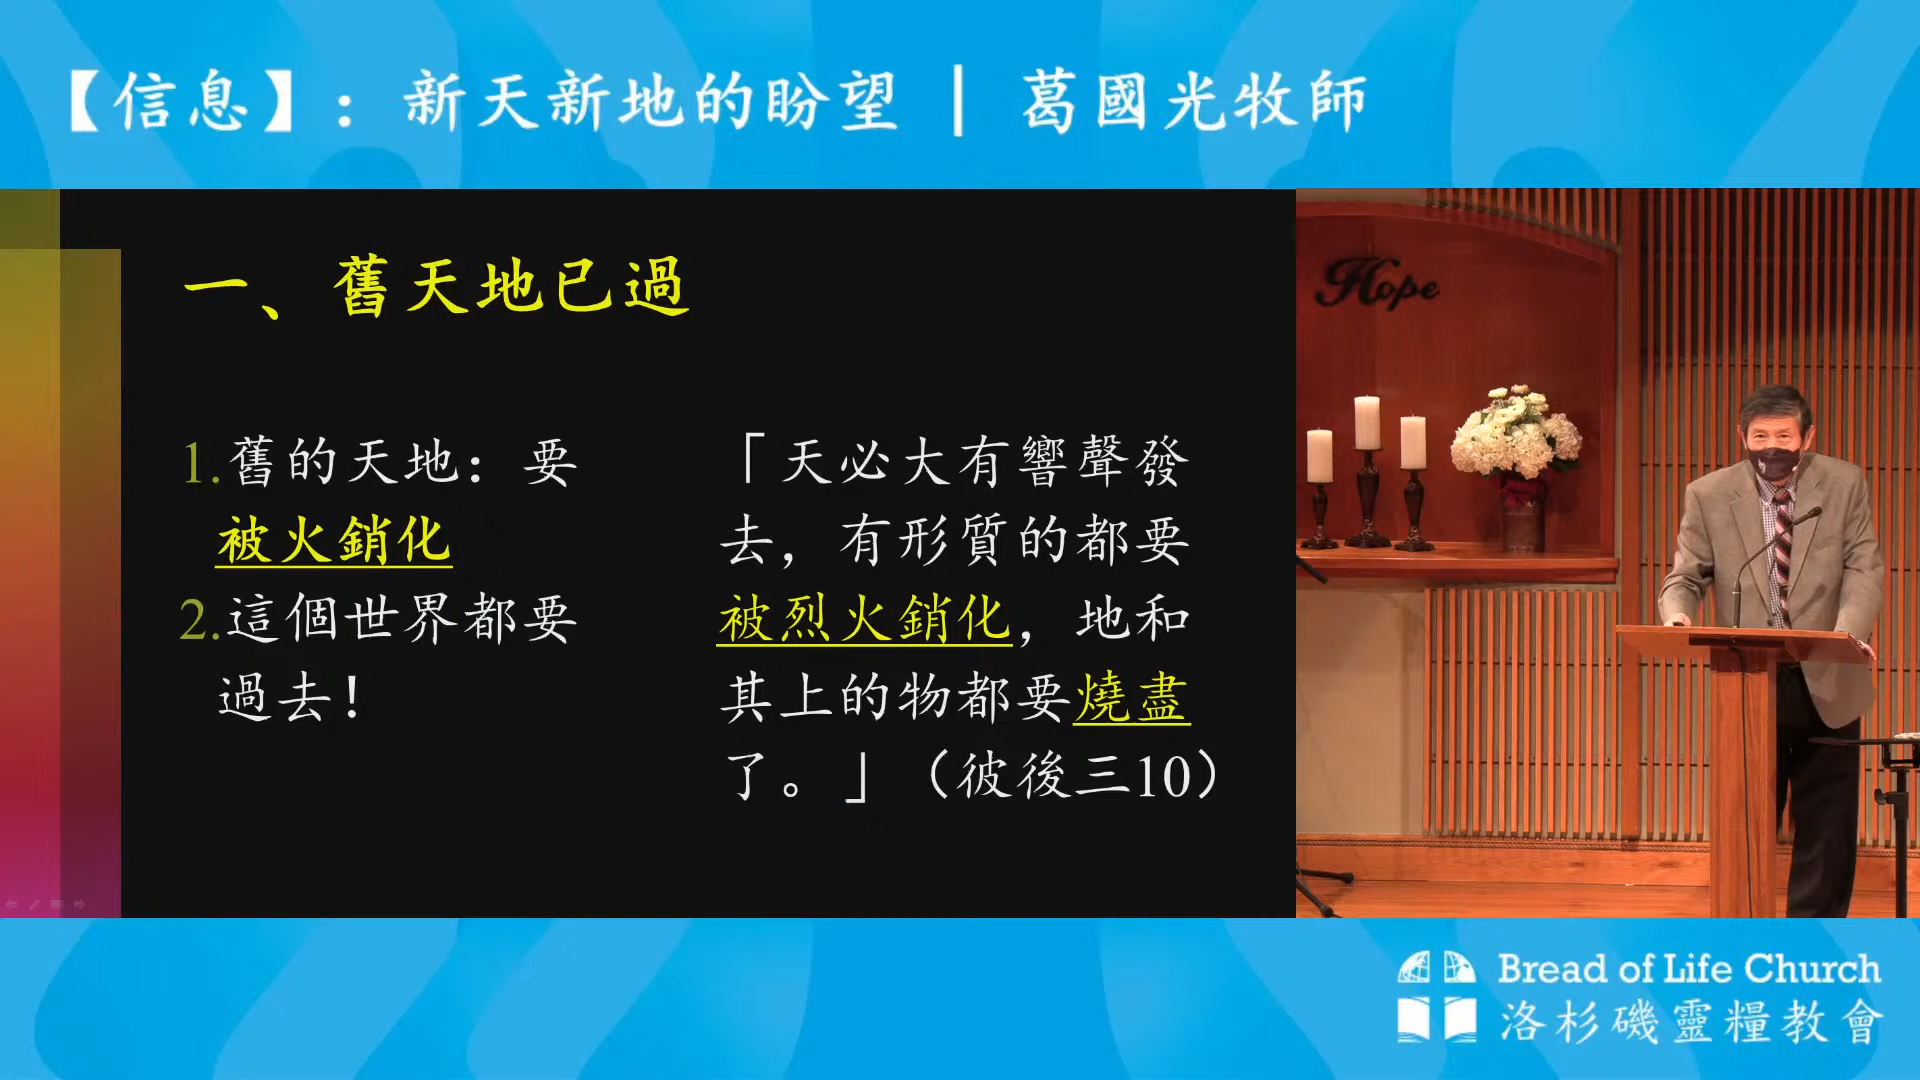 【信息】：新天新地的盼望 | 葛國光牧師
一、舊天地已過
1.舊的天地：要
被火銷化
2.這個世界都要
過去！
「天必大有響聲發
去，有形質的都要
被烈火銷化，地和
其上的物都要燒盡
了。」（彼後三10）
Hope
Bread of Life Church
洛杉磯靈糧教會